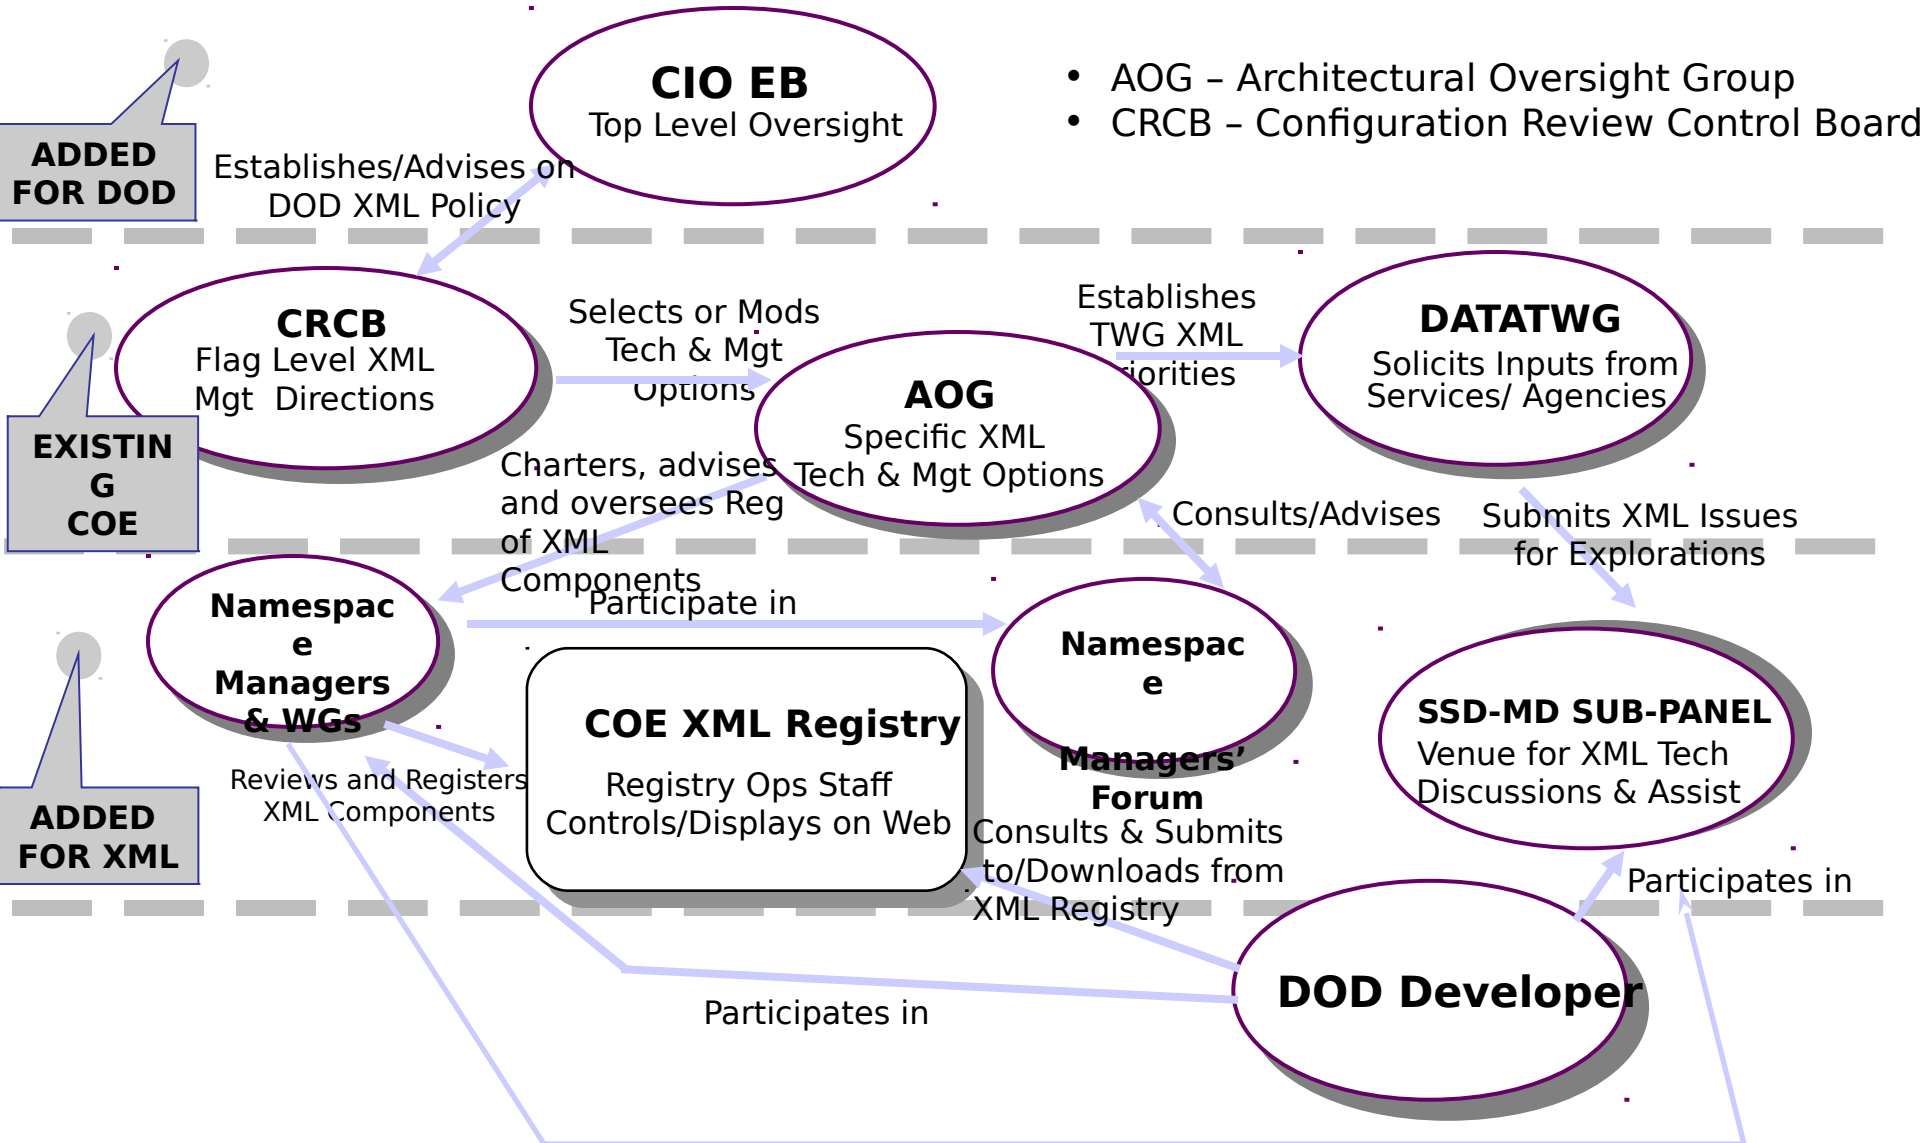 CIO EB
Top Level Oversight
• AOG – Architectural Oversight Group
• CRCB – Configuration Review Control Board
ADDED
FOR DOD
Establishes/Advises on
DOD XML Policy
CRCB
Flag Level XML
Mgt Directions
Selects or Mods
Tech & Mgt
Options
AOG
Specific XML
Tech & Mgt Options
Establishes
TWG XML
iorities
DATATWG
Solicits Inputs from
Services/ Agencies
EXISTIN
G
COE
Charters, advises
and oversees Reg
of XML
Components
Consults/Advises
Submits XML Issues
for Explorations
Namespac
e
Managers
& WGs
Participate in
Namespac
e
Managers’
Forum
COE XML Registry
Registry Ops Staff
Controls/Displays on Web
SSD-MD SUB-PANEL
Venue for XML Tech
Discussions & Assist
Reviews and Registers
XML Components
ADDED
FOR XML
Consults & Submits
to/Downloads from
XML Registry
Participates in
DOD Developer
Participates in